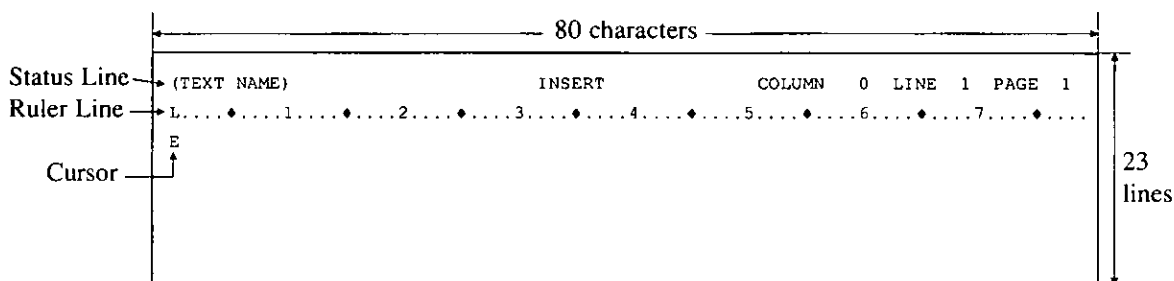 80 characters
Status Line (TEXT NAME) INSERT COLUMN 0 LINE 1 PAGE 1
Ruler Line L....♦....1....♦....2....♦....3....♦....4....♦....5....♦....6....♦....7....♦....
E
Cursor
23
lines